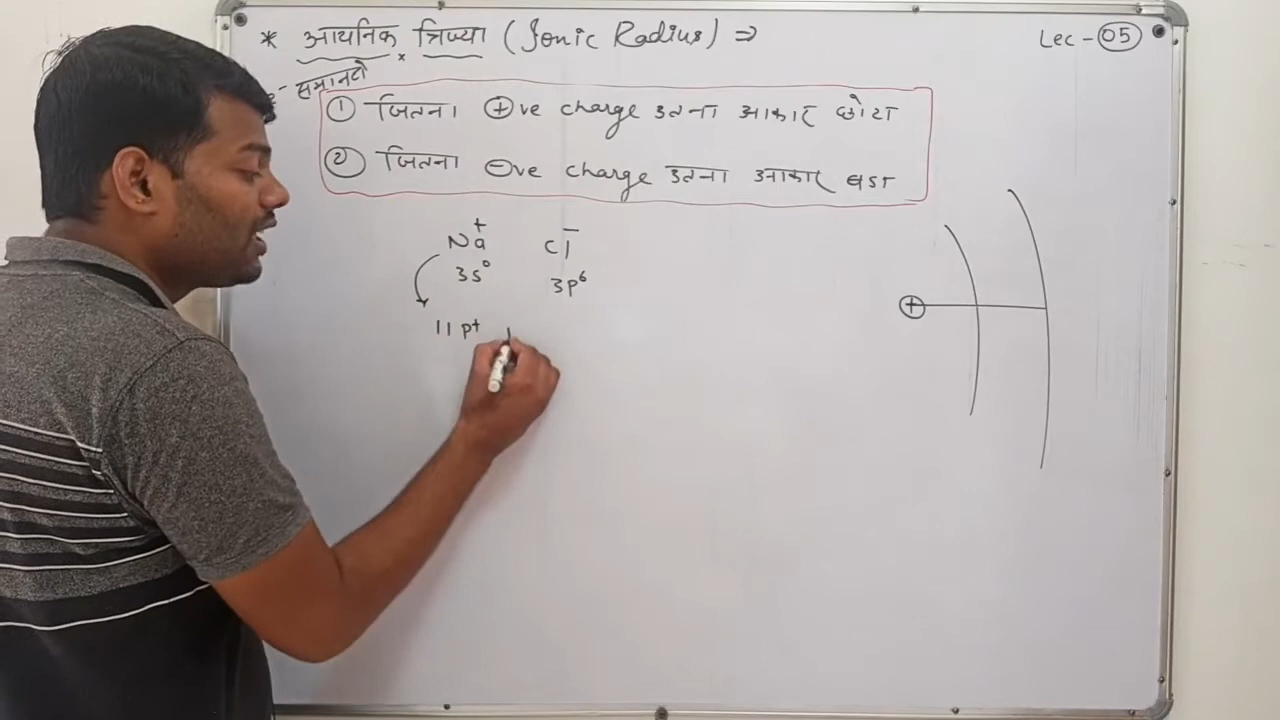 * आयनिक त्रिज्या (Ionic Radius) ⇒
Lec - 05
① जितना ⊕ve charge उतना आकार छोटा
② जितना ⊖ve charge उतना आकार बडा
Na⁺ Cl⁻
3s⁰ 3p⁶
11 p⁺
⊕